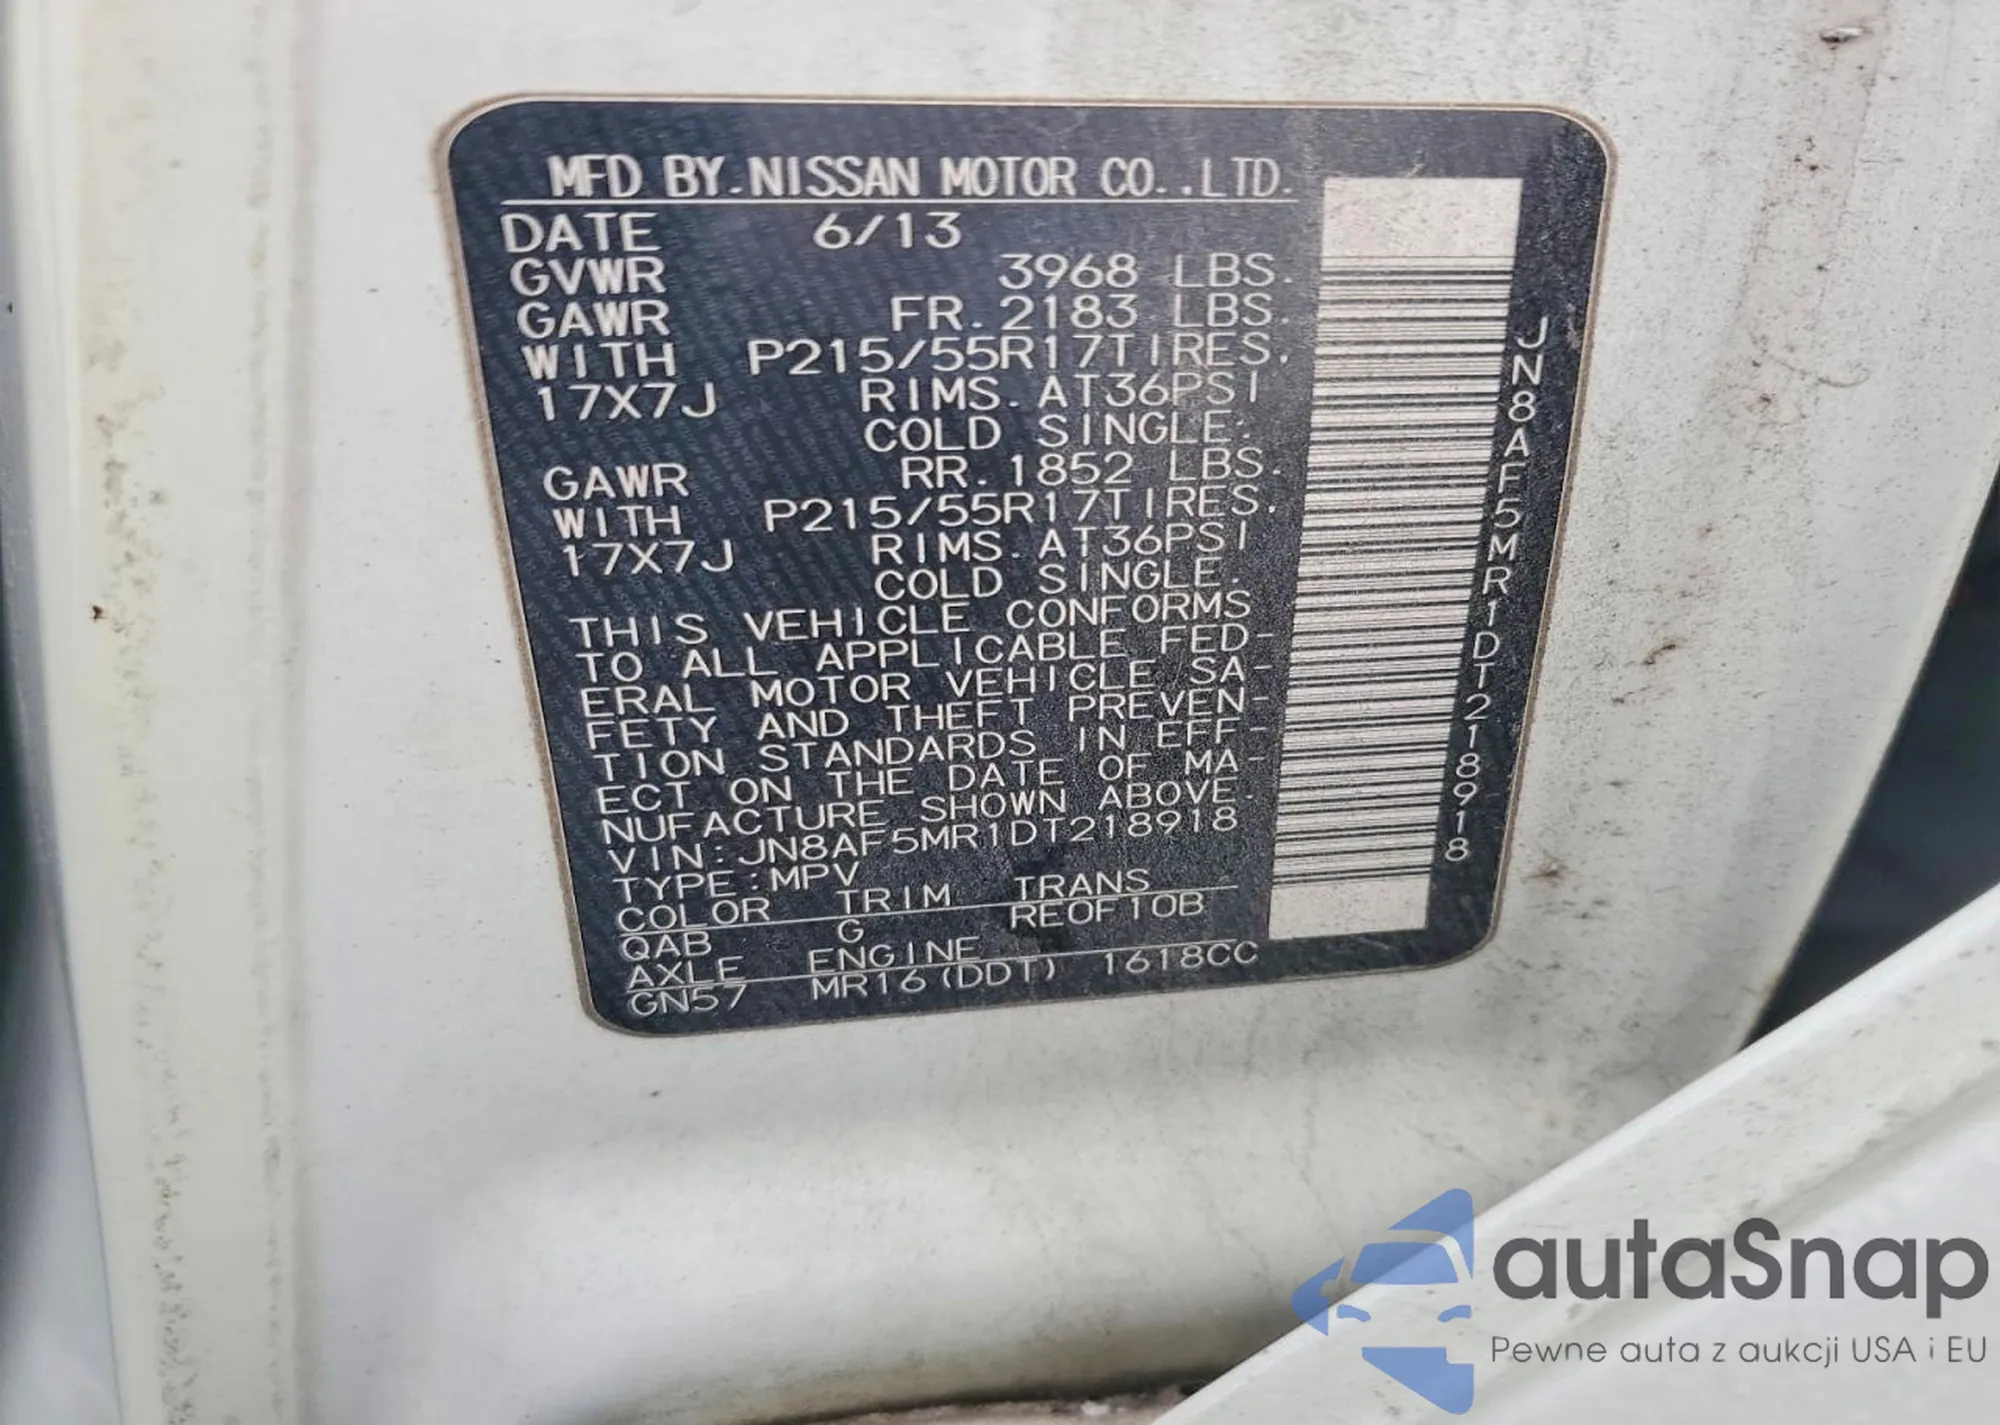 MFD BY.NISSAN MOTOR CO.,LTD.
DATE 6/13
GVWR 3968 LBS.
GAWR FR. 2183 LBS.
WITH P215/55R17TIRES.
17X7J RIMS. AT36PSI
COLD SINGLE.
GAWR RR. 1852 LBS.
WITH P215/55R17TIRES.
17X7J RIMS. AT36PSI
COLD SINGLE.
THIS VEHICLE CONFORMS
TO ALL APPLICABLE FED-
ERAL MOTOR VEHICLE SA-
FETY AND THEFT PREVEN-
TION STANDARDS IN EFF-
ECT ON THE DATE OF MA-
NUFACTURE SHOWN ABOVE.
VIN:JN8AF5MR1DT218918
TYPE:MPV
COLOR TRIM TRANS
QAB G RE0F10B
AXLE ENGINE
GN57 MR16(DDT) 1618CC
JN8AF5MR1DT218918
autaSnap
Pewne auta z aukcji USA i EU